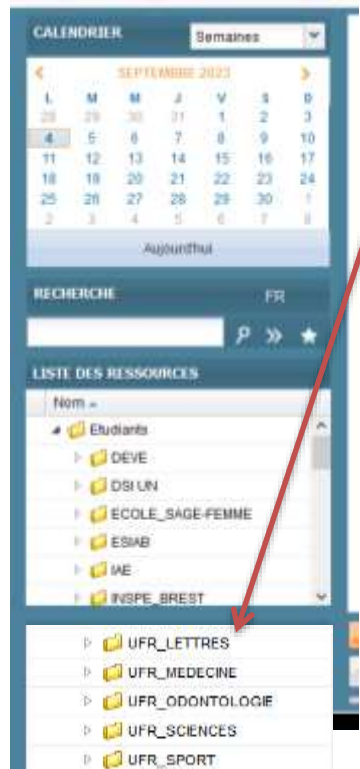 CALENDRIER Semaines
SEPTEMBRE 2023
L M M J V S D
28 29 30 31 1 2 3
4 5 6 7 8 9 10
11 12 13 14 15 16 17
18 19 20 21 22 23 24
25 26 27 28 29 30 1
2 3 4 5 6 7 8
Aujourd'hui
RECHERCHE FR
LISTE DES RESSOURCES
Nom
Etudiants
DEVE
DSI UN
ECOLE_SAGE-FEMME
ESIAB
IAE
INSPE_BREST
UFR_LETTRES
UFR_MEDECINE
UFR_ODONTOLOGIE
UFR_SCIENCES
UFR_SPORT